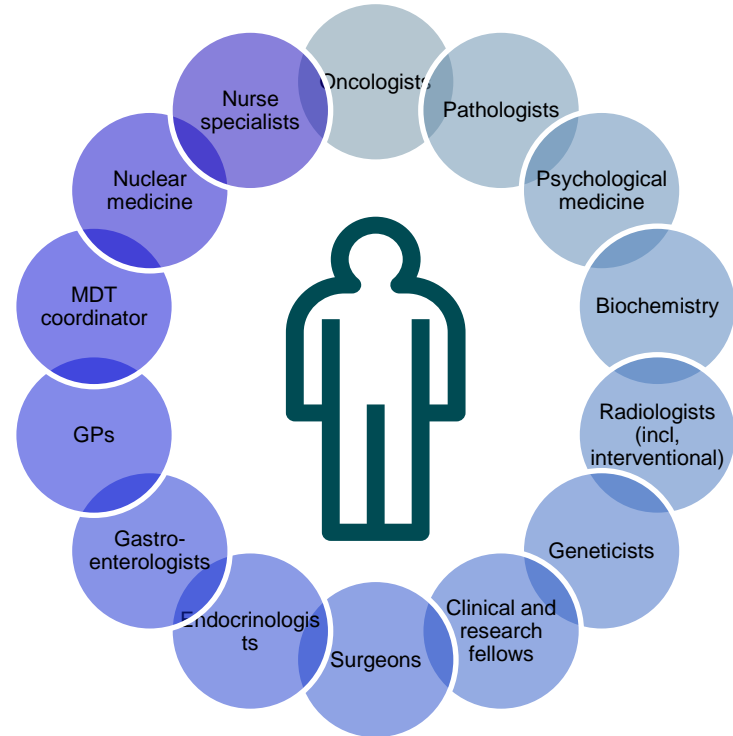 Oncologists
Pathologists
Psychological
medicine
Biochemistry
Radiologists
(incl,
interventional)
Geneticists
Clinical and
research
fellows
Surgeons
Endocrinologis
ts
Gastro-
enterologists
GPs
MDT
coordinator
Nuclear
medicine
Nurse
specialists